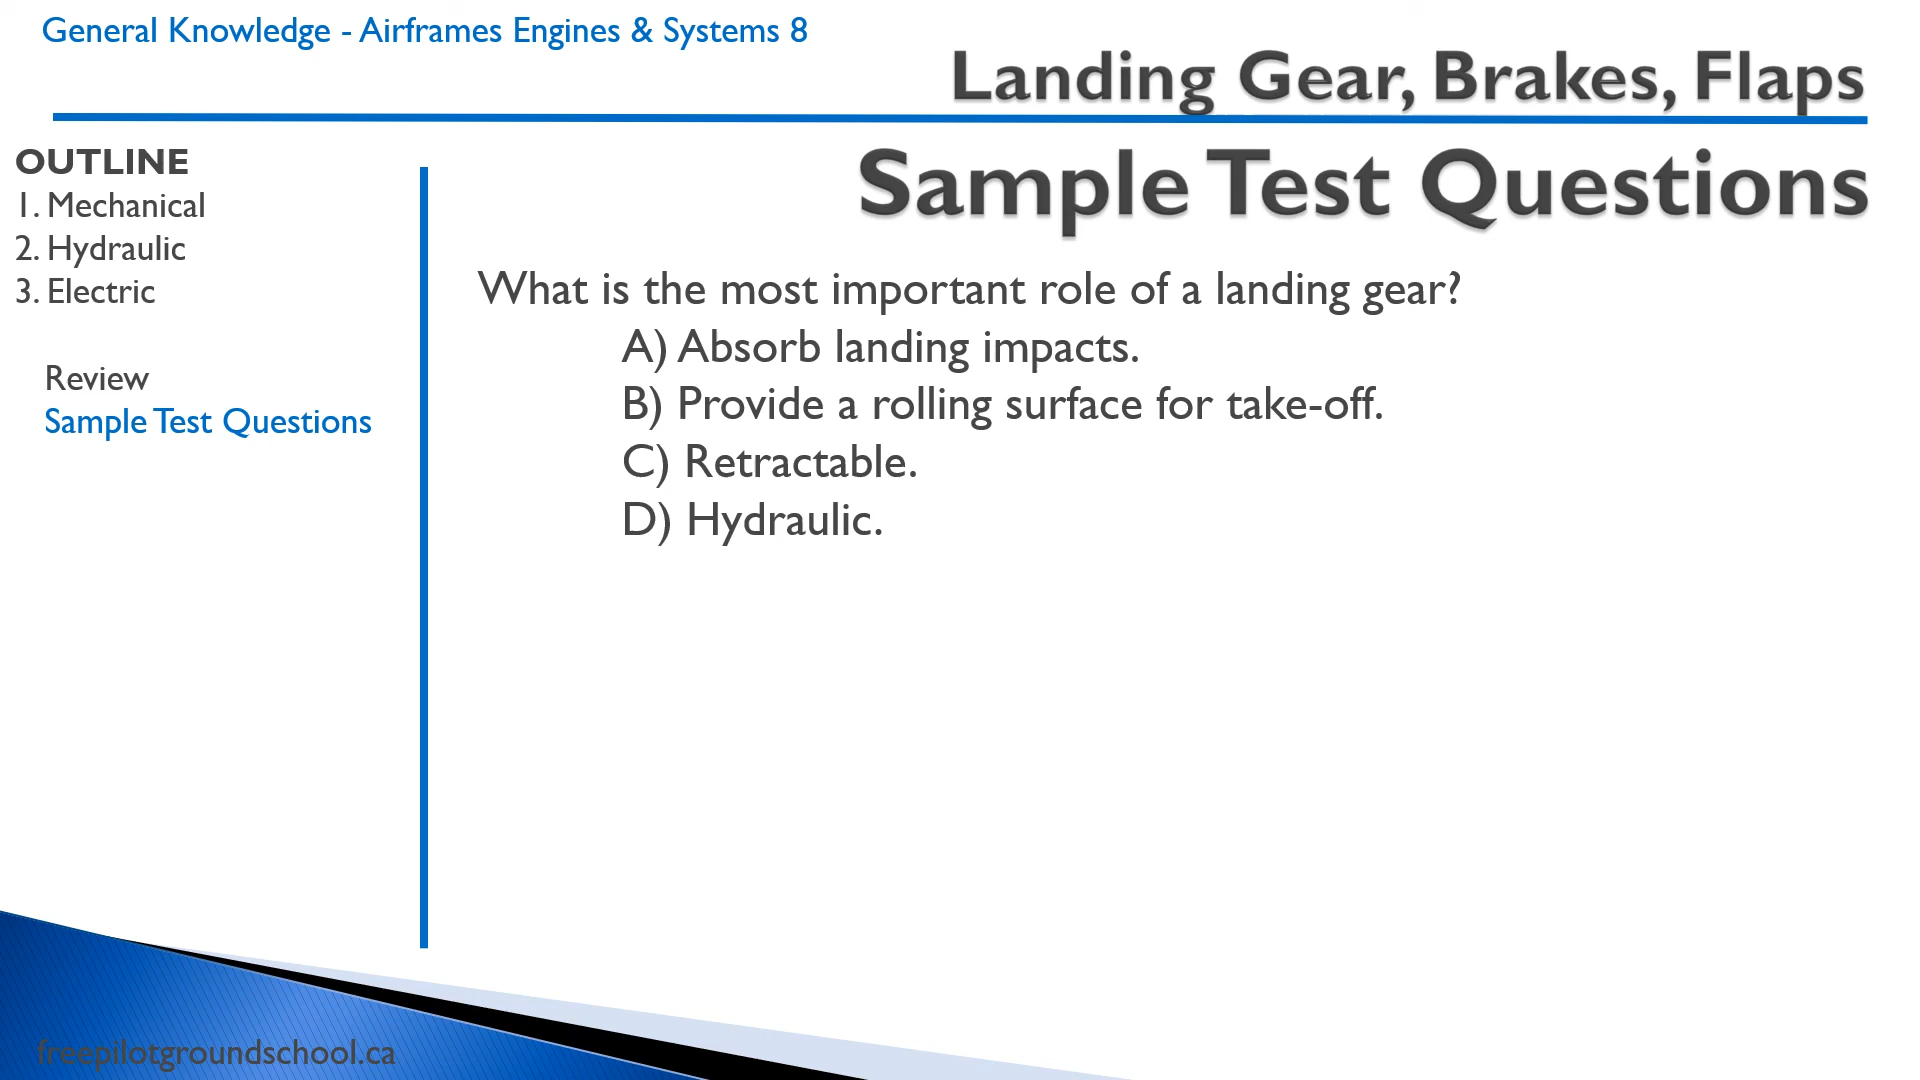 General Knowledge - Airframes Engines & Systems 8
Landing Gear, Brakes, Flaps
OUTLINE
1. Mechanical
2. Hydraulic
3. Electric
Review
Sample Test Questions
Sample Test Questions
What is the most important role of a landing gear?
A) Absorb landing impacts.
B) Provide a rolling surface for take-off.
C) Retractable.
D) Hydraulic.
freepilotgroundschool.ca